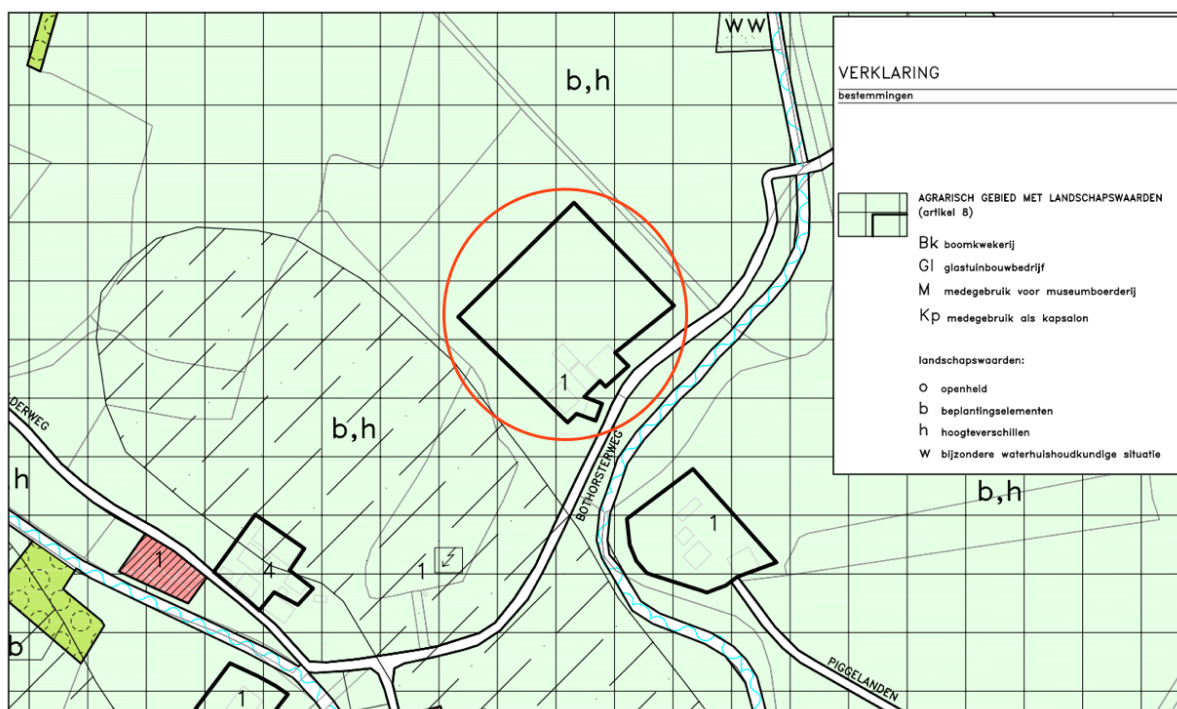 WW
b,h
b,h
b,h
1
1
1
1
4
1
h
b
DERWEG
BOTHORSTERWEG
PIGGELANDEN
VERKLARING
bestemmingen
AGRARISCH GEBIED MET LANDSCHAPSWAARDEN
(artikel 8)
Bk boomkwekerij
Gl glastuinbouwbedrijf
M medegebruik voor museumboerderij
Kp medegebruik als kapsalon
landschapswaarden:
o openheid
b beplantingselementen
h hoogteverschillen
w bijzondere waterhuishoudkundige situatie